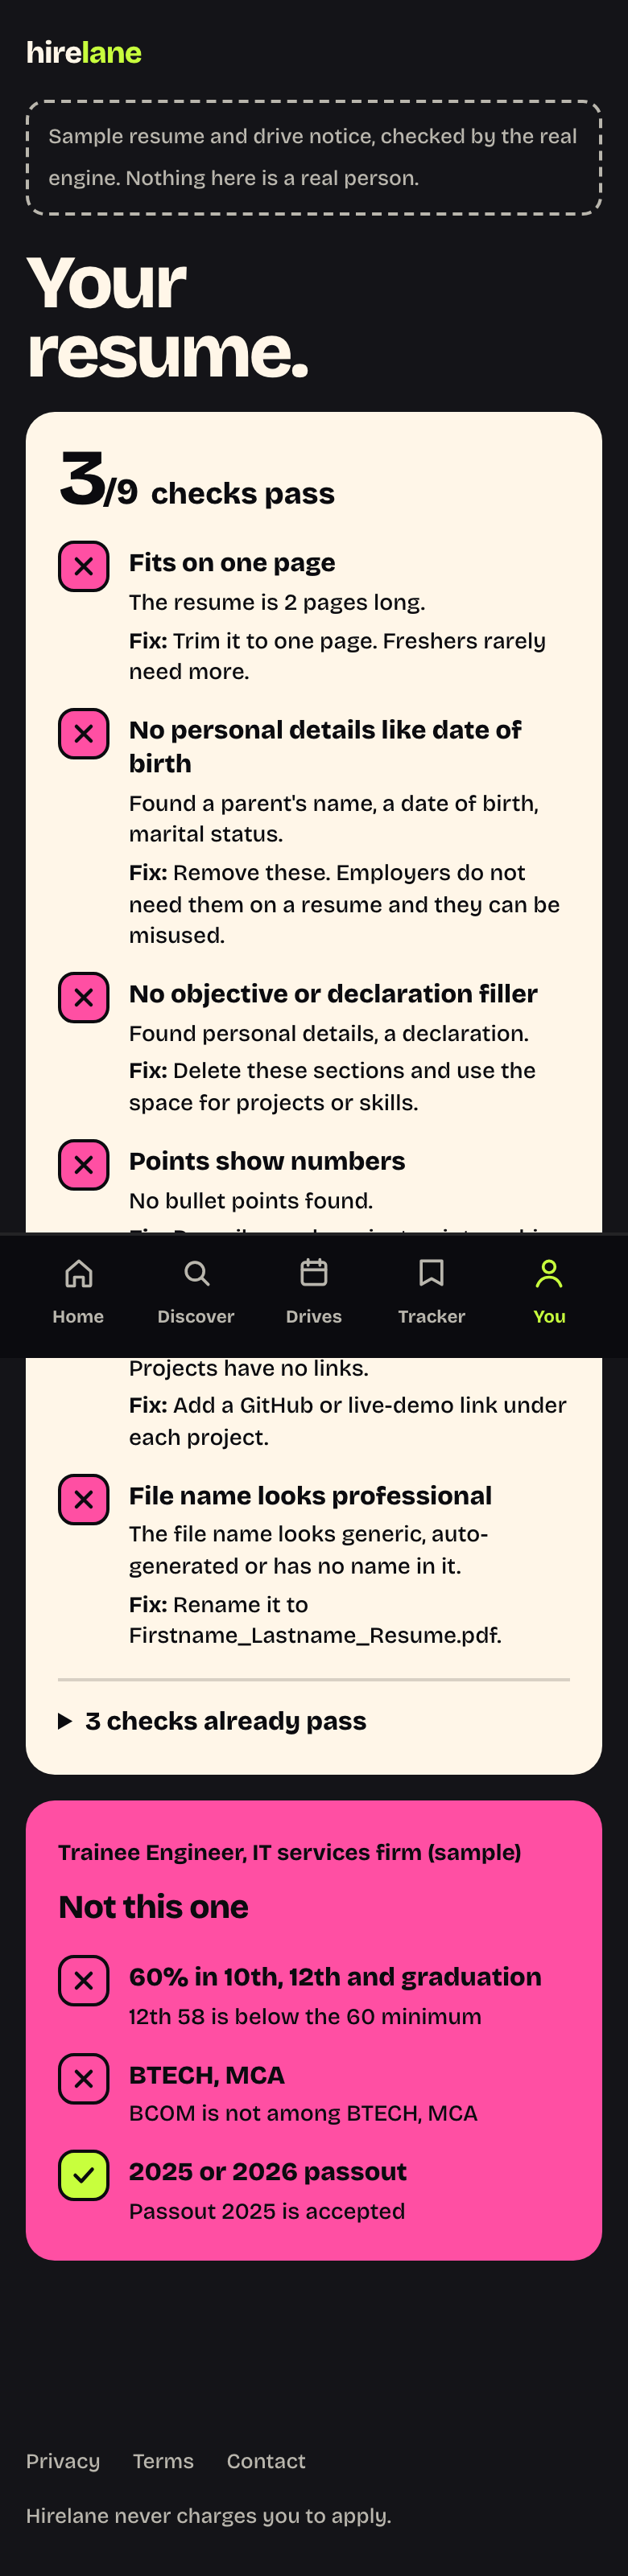 hirelane
Sample resume and drive notice, checked by the real
engine. Nothing here is a real person.
Your
resume.
3/9 checks pass
Fits on one page
The resume is 2 pages long.
Fix: Trim it to one page. Freshers rarely
need more.
No personal details like date of
birth
Found a parent's name, a date of birth,
marital status.
Fix: Remove these. Employers do not
need them on a resume and they can be
misused.
No objective or declaration filler
Found personal details, a declaration.
Fix: Delete these sections and use the
space for projects or skills.
Points show numbers
No bullet points found.
Home
Discover
Drives
Tracker
You
Projects have no links.
Fix: Add a GitHub or live-demo link under
each project.
File name looks professional
The file name looks generic, auto-
generated or has no name in it.
Fix: Rename it to
Firstname_Lastname_Resume.pdf.
3 checks already pass
Trainee Engineer, IT services firm (sample)
Not this one
60% in 10th, 12th and graduation
12th 58 is below the 60 minimum
BTECH, MCA
BCOM is not among BTECH, MCA
2025 or 2026 passout
Passout 2025 is accepted
Privacy Terms Contact
Hirelane never charges you to apply.